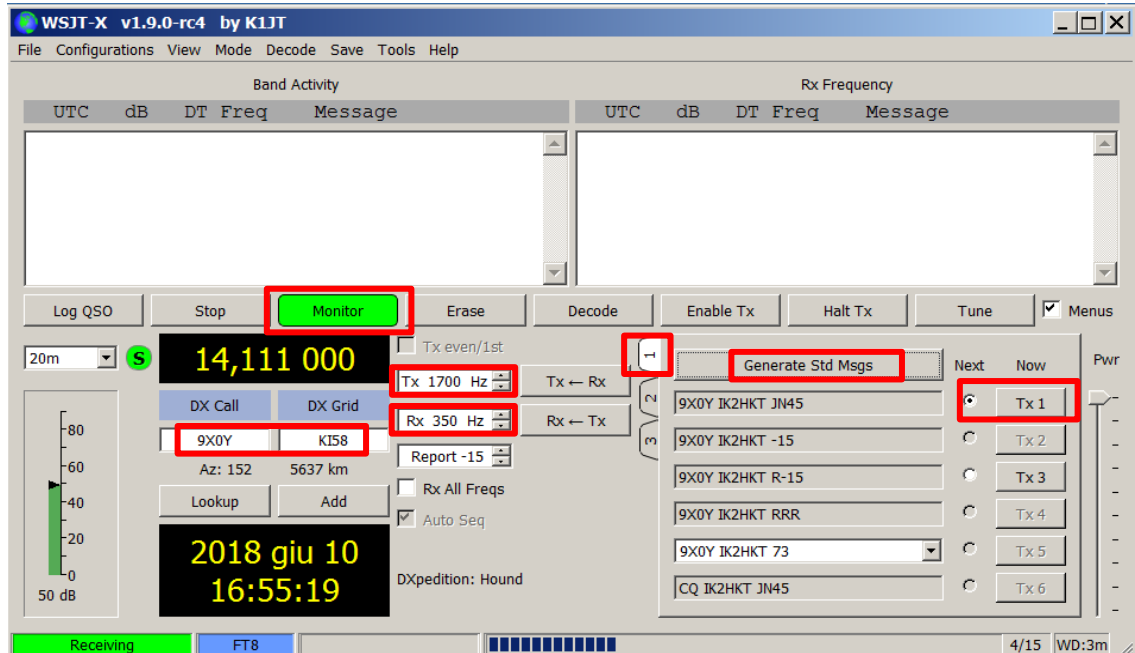 WSJT-X v1.9.0-rc4 by K1JT
File Configurations View Mode Decode Save Tools Help
Band Activity
Rx Frequency
UTC dB DT Freq Message
UTC dB DT Freq Message
Log QSO Stop Monitor Erase Decode Enable Tx Halt Tx Tune Menus
20m S 14,111 000
Tx even/1st
Tx 1700 Hz Tx ← Rx
DX Call DX Grid
Rx 350 Hz Rx ← Tx
9X0Y KI58
Report -15
Az: 152 5637 km
Rx All Freqs
Lookup Add
Auto Seq
2018 giu 10
16:55:19
DXpedition: Hound
-80
-60
-40
-20
-0
50 dB
1
2
3
Generate Std Msgs Next Now Pwr
9X0Y IK2HKT JN45 Tx 1
9X0Y IK2HKT -15 Tx 2
9X0Y IK2HKT R-15 Tx 3
9X0Y IK2HKT RRR Tx 4
9X0Y IK2HKT 73 Tx 5
CQ IK2HKT JN45 Tx 6
Receiving FT8 4/15 WD:3m